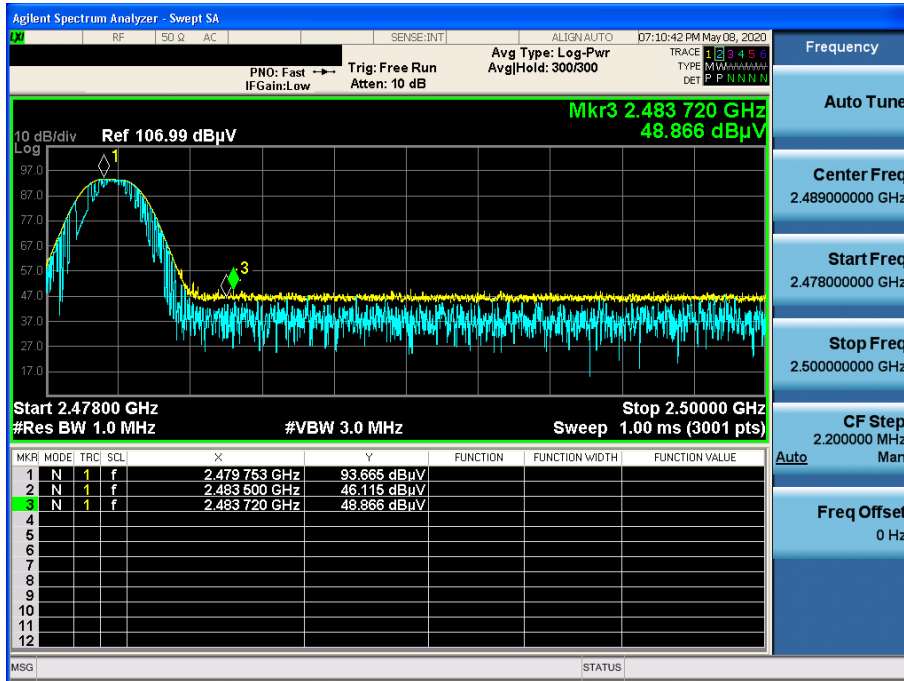 Agilent Spectrum Analyzer - Swept SA
LXI RF 50 Ω AC SENSE:INT ALIGN AUTO 07:10:42 PM May 08, 2020
PNO: Fast
IFGain:Low
Trig: Free Run
Atten: 10 dB
Avg Type: Log-Pwr
Avg|Hold: 300/300
TRACE 1 2 3 4 5 6
TYPE M W W W W W
DET P P N N N N
Mkr3 2.483 720 GHz
48.866 dBµV
10 dB/div Ref 106.99 dBµV
Log
97.0
87.0
77.0
67.0
57.0
47.0
37.0
27.0
17.0
1
3
Start 2.47800 GHz Stop 2.50000 GHz
#Res BW 1.0 MHz #VBW 3.0 MHz Sweep 1.00 ms (3001 pts)
MKR MODE TRC SCL X Y FUNCTION FUNCTION WIDTH FUNCTION VALUE
1 N 1 f 2.479 753 GHz 93.665 dBµV
2 N 1 f 2.483 500 GHz 46.115 dBµV
3 N 1 f 2.483 720 GHz 48.866 dBµV
4
5
6
7
8
9
10
11
12
MSG STATUS
Frequency
Auto Tune
Center Freq
2.489000000 GHz
Start Freq
2.478000000 GHz
Stop Freq
2.500000000 GHz
CF Step
2.200000 MHz
Auto Man
Freq Offset
0 Hz